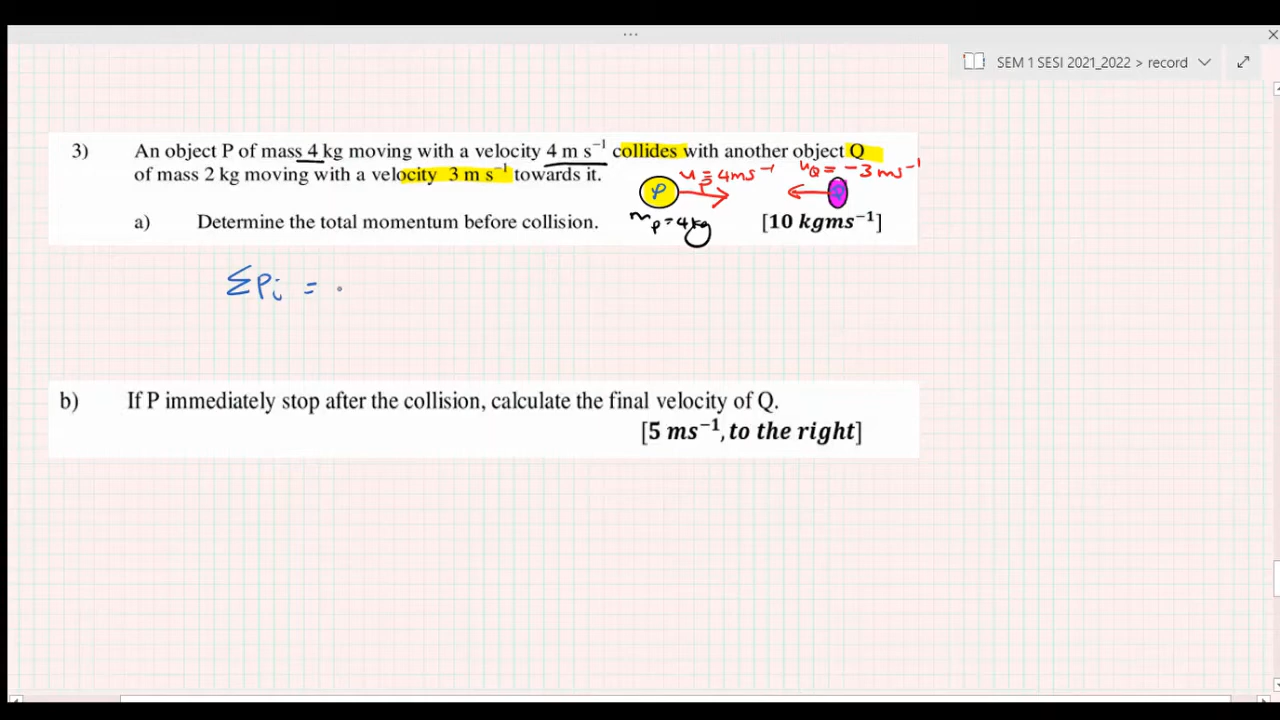 SEM 1 SESI 2021_2022 > record
3) An object P of mass 4 kg moving with a velocity 4 m s⁻¹ collides with another object Q
of mass 2 kg moving with a velocity 3 m s⁻¹ towards it.
u_P = 4ms⁻¹
u_Q = -3ms⁻¹
P
m_P = 4kg
a) Determine the total momentum before collision.
[10 kgms⁻¹]
ΣPi =
b) If P immediately stop after the collision, calculate the final velocity of Q.
[5 ms⁻¹, to the right]